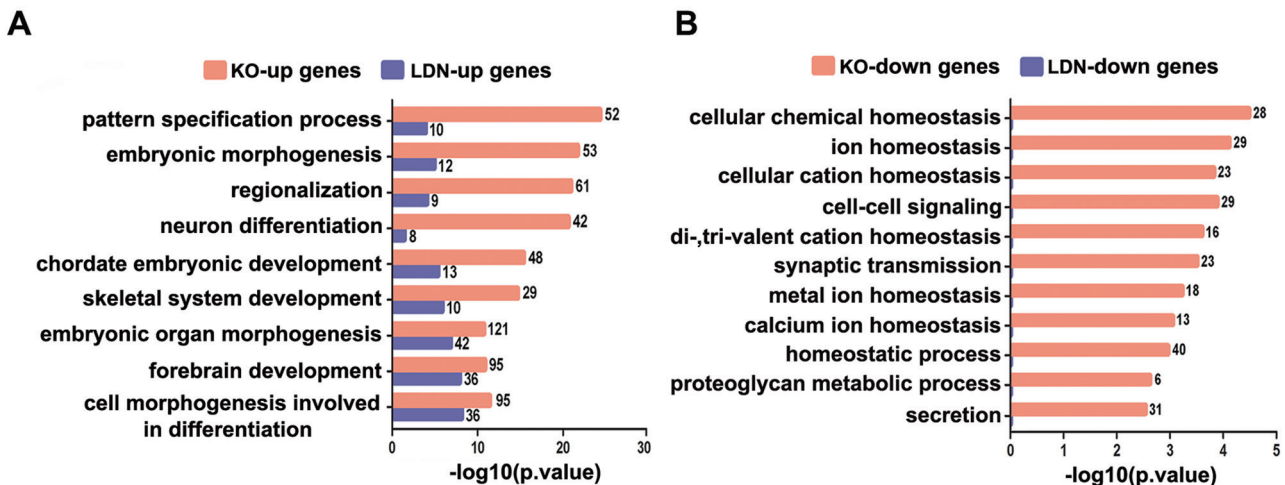 A
KO-up genes LDN-up genes
pattern specification process 52
10
embryonic morphogenesis 53
12
regionalization 61
9
neuron differentiation 42
8
chordate embryonic development 48
13
skeletal system development 29
10
embryonic organ morphogenesis 121
42
forebrain development 95
36
cell morphogenesis involved 95
in differentiation 36
0 10 20 30
-log10(p.value)
B
KO-down genes LDN-down genes
cellular chemical homeostasis 28
ion homeostasis 29
cellular cation homeostasis 23
cell-cell signaling 29
di-,tri-valent cation homeostasis 16
synaptic transmission 23
metal ion homeostasis 18
calcium ion homeostasis 13
homeostatic process 40
proteoglycan metabolic process 6
secretion 31
0 1 2 3 4 5
-log10(p.value)